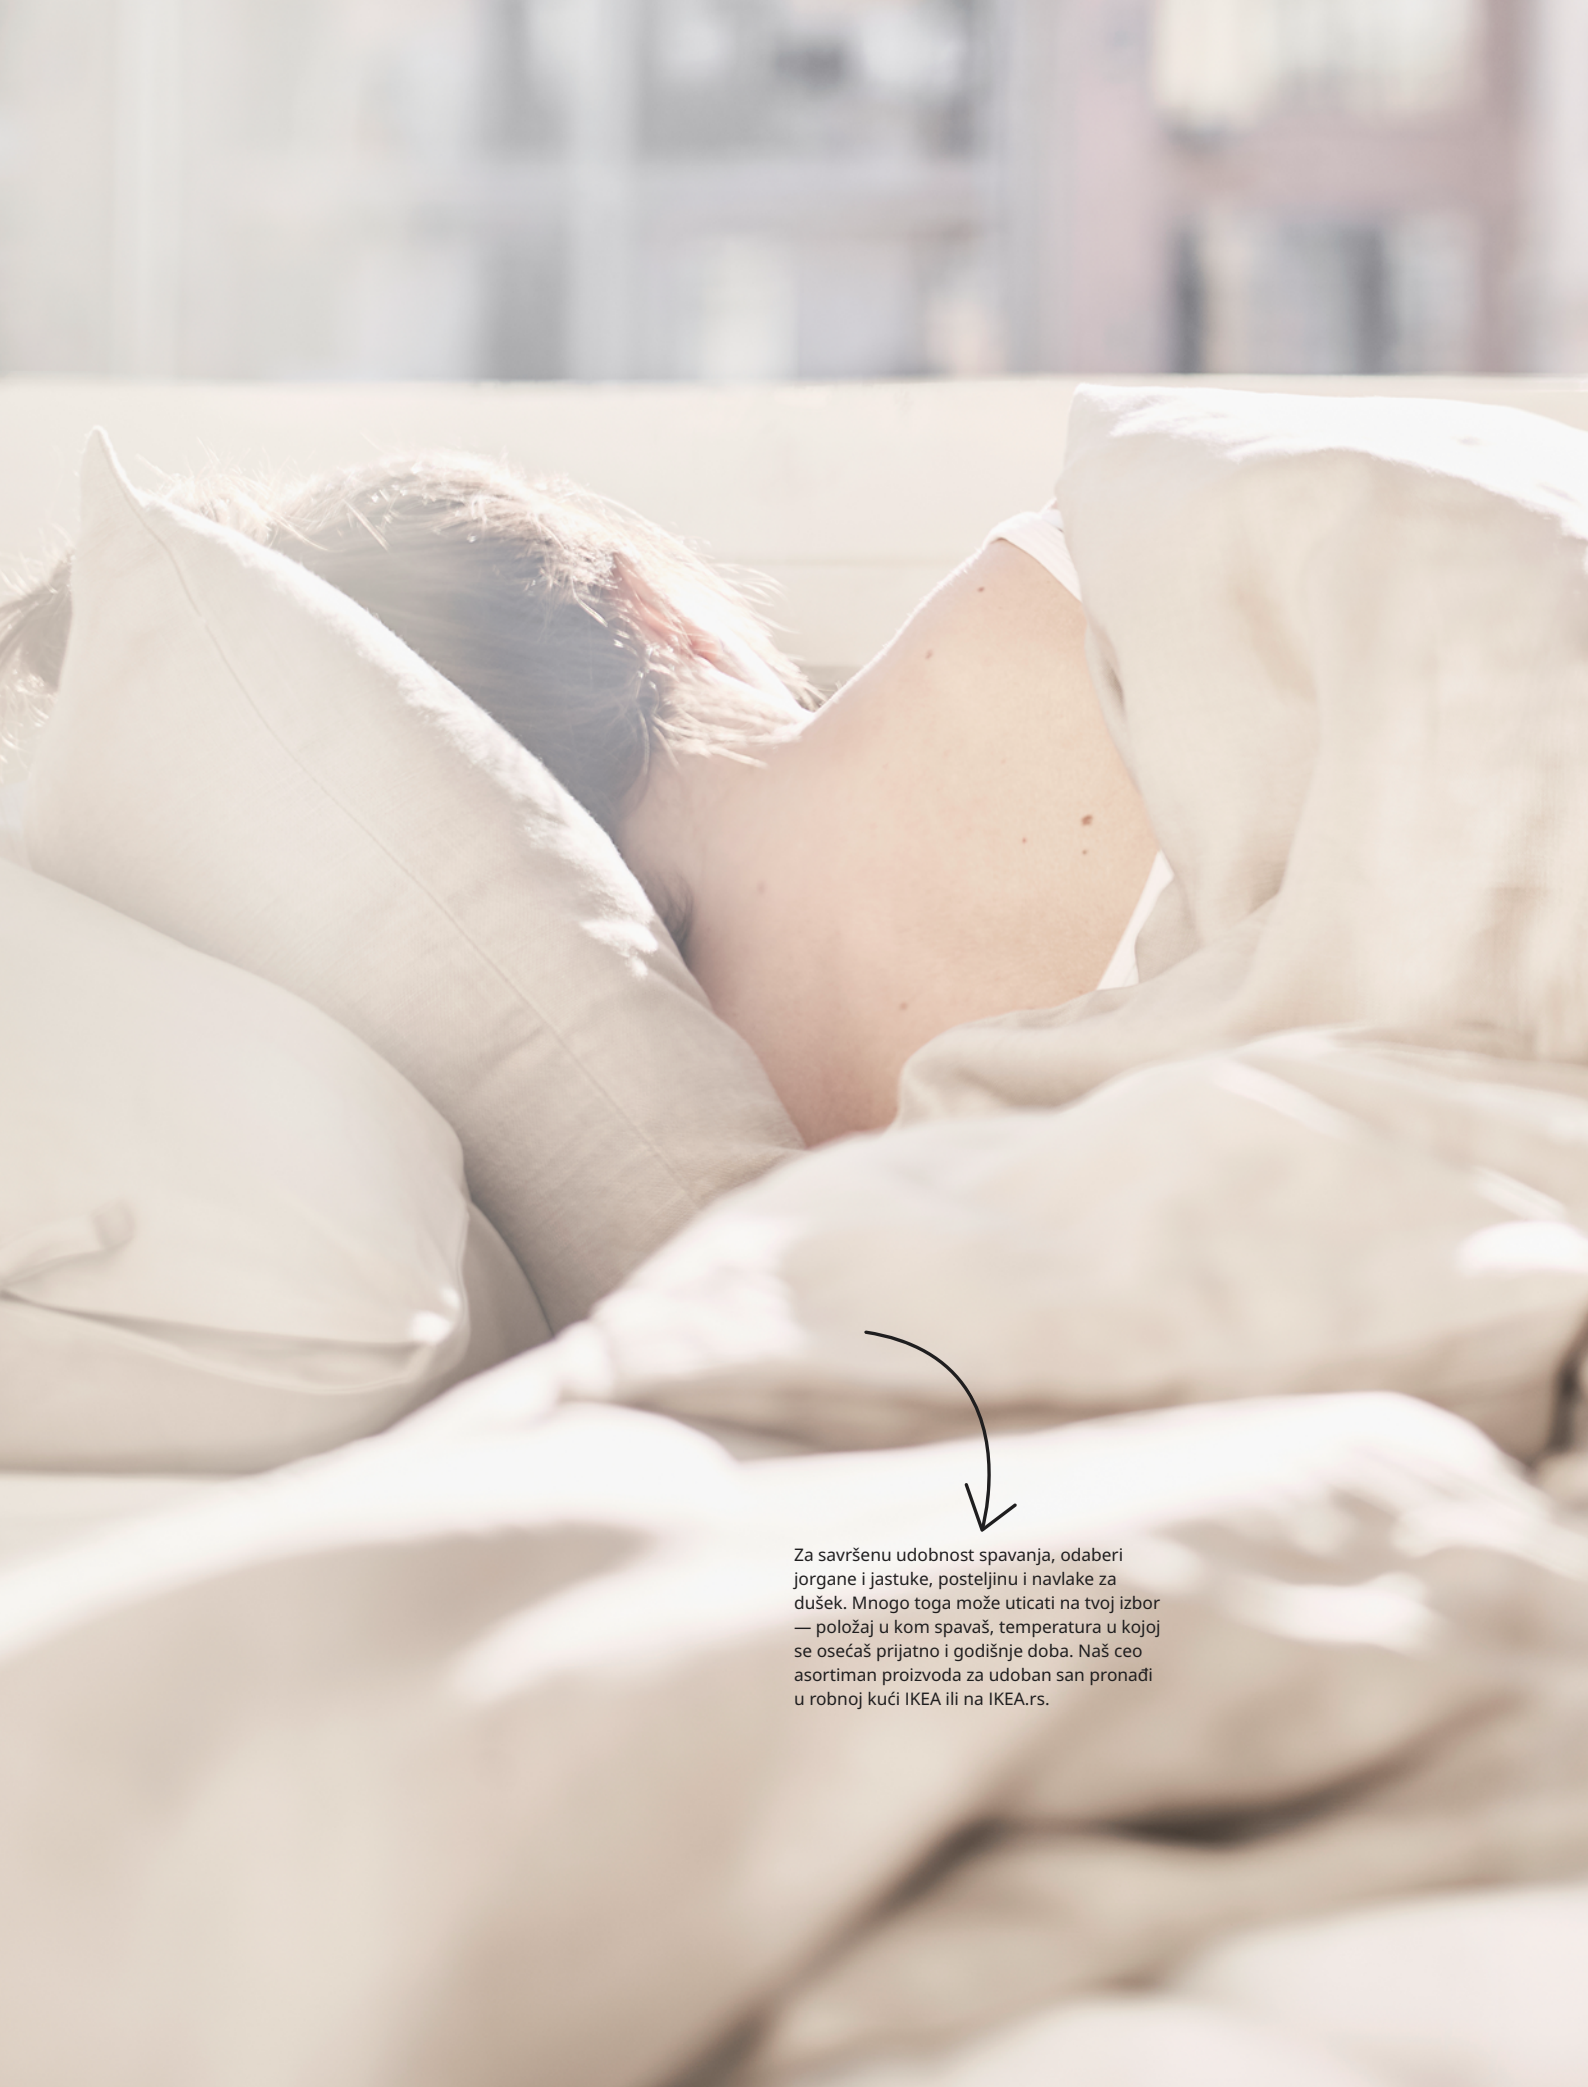 Za savršenu udobnost spavanja, odaberi
jorgane i jastuke, posteljinu i navlake za
dušek. Mnogo toga može uticati na tvoj izbor
— položaj u kom spavaš, temperatura u kojoj
se osećaš prijatno i godišnje doba. Naš ceo
asortiman proizvoda za udoban san pronađi
u robnoj kući IKEA ili na IKEA.rs.